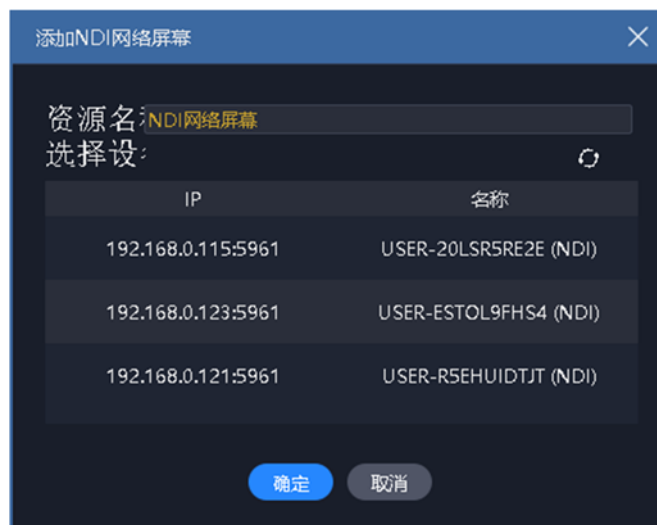 添加NDI网络屏幕
资源名称 NDI网络屏幕
选择设
IP 名称
192.168.0.115:5961 USER-20LSR5RE2E (NDI)
192.168.0.123:5961 USER-ESTOL9FHS4 (NDI)
192.168.0.121:5961 USER-R5EHUIDTJT (NDI)
确定 取消